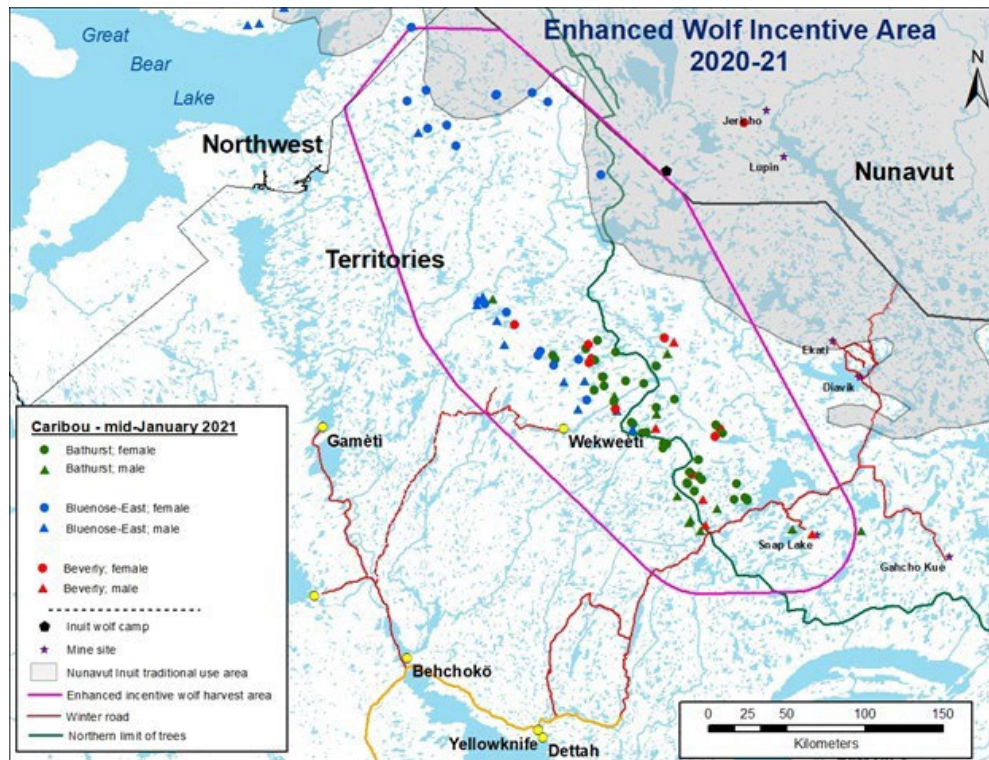 Enhanced Wolf Incentive Area
2020-21
N
Great
Bear
Lake
Northwest
Territories
Nunavut
Jericho
Lupin
Ekati
Diavik
Gamèti
Wekweètì
Snap Lake
Gahcho Kue
Behchokö
Yellowknife
Dettah
Caribou - mid-January 2021
Bathurst; female
Bathurst; male
Bluenose-East; female
Bluenose-East; male
Beverly; female
Beverly; male
Inuit wolf camp
Mine site
Nunavut Inuit traditional use area
Enhanced incentive wolf harvest area
Winter road
Northern limit of trees
0 25 50 100 150
Kilometers